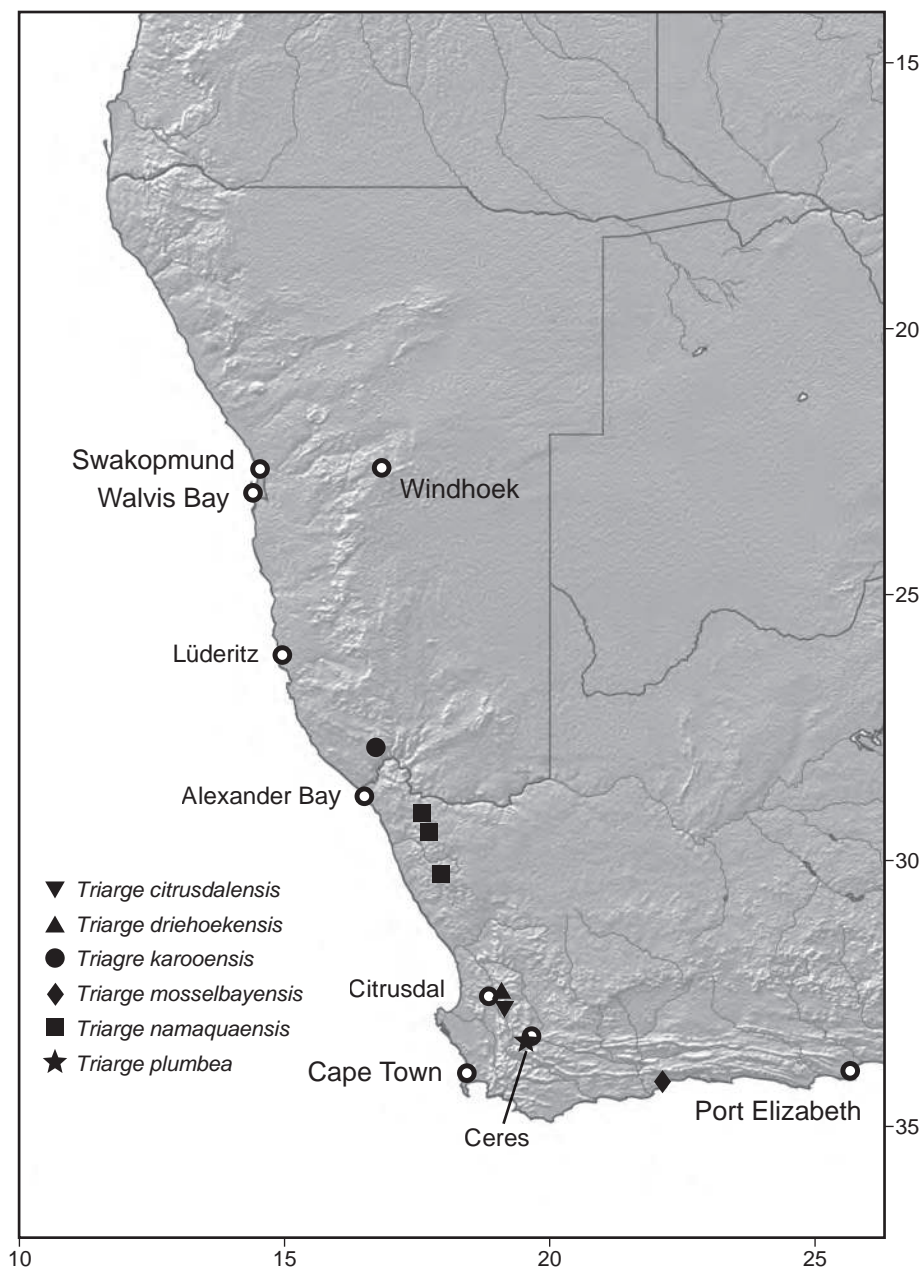 15
20
Swakopmund
Walvis Bay
Windhoek
25
Lüderitz
Alexander Bay
30
Triarge citrusdalensis
Triarge driehoekensis
Triagre karooensis
Triarge mosselbayensis
Triarge namaquaensis
Triarge plumbea
Citrusdal
Cape Town
Port Elizabeth
Ceres
35
10 15 20 25